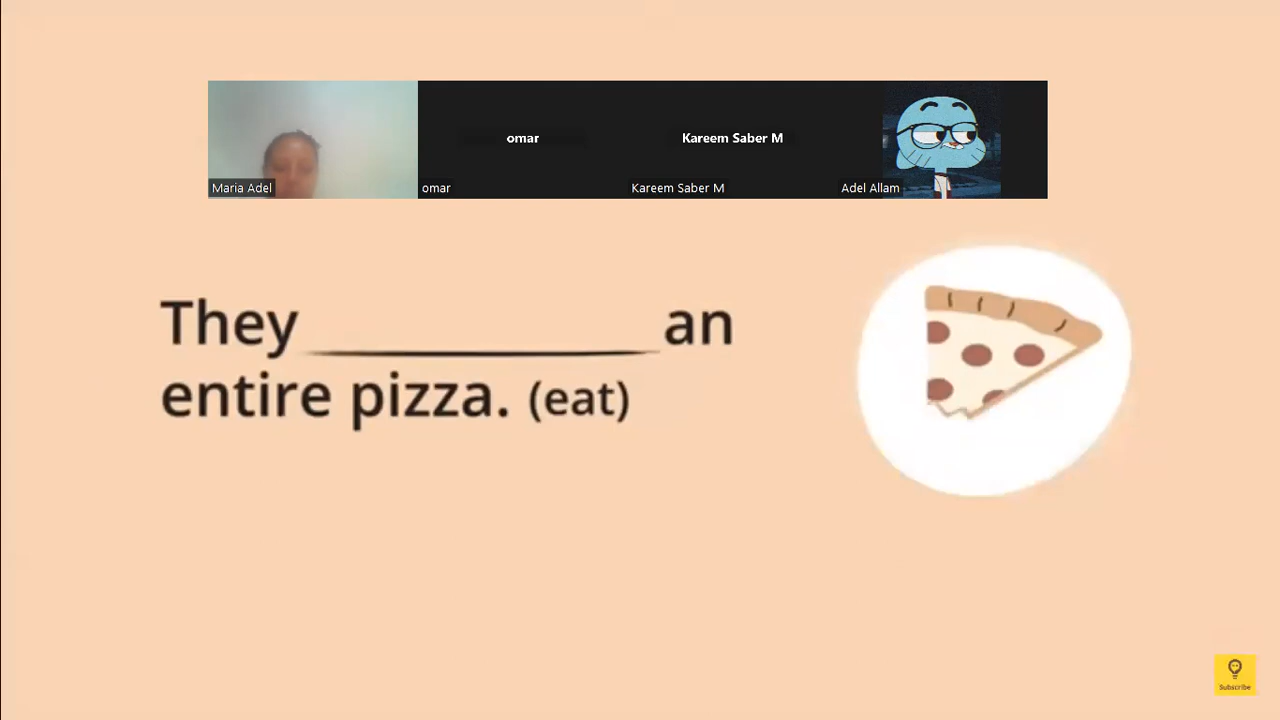 omar
Kareem Saber M
Maria Adel
omar
Kareem Saber M
Adel Allam
They ____________ an
entire pizza. (eat)
Subscribe